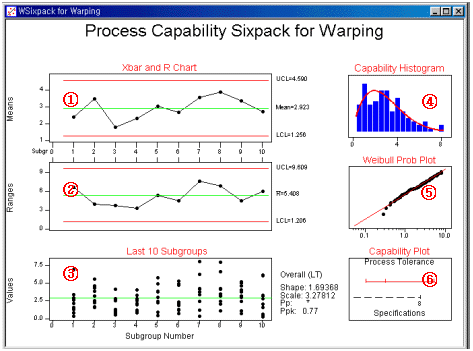 WSixpack for Warping
Process Capability Sixpack for Warping
Xbar and R Chart
Capability Histogram
Means
4
3
2
1
①
UCL=4.590
Mean=2.923
LCL=1.256
Subgr 0 1 2 3 4 5 6 7 8 9 10
④
0 4 8
Ranges
10
5
0
②
UCL=9.609
R=5.408
LCL=1.206
Weibull Prob Plot
⑤
0.1 1.0 10.0
Last 10 Subgroups
Values
7.5
5.0
2.5
0.0
③
0 1 2 3 4 5 6 7 8 9 10
Subgroup Number
Overall (LT)
Shape: 1.69368
Scale: 3.27812
Pp: *
Ppk: 0.77
Capability Plot
Process Tolerance
⑥
8
Specifications